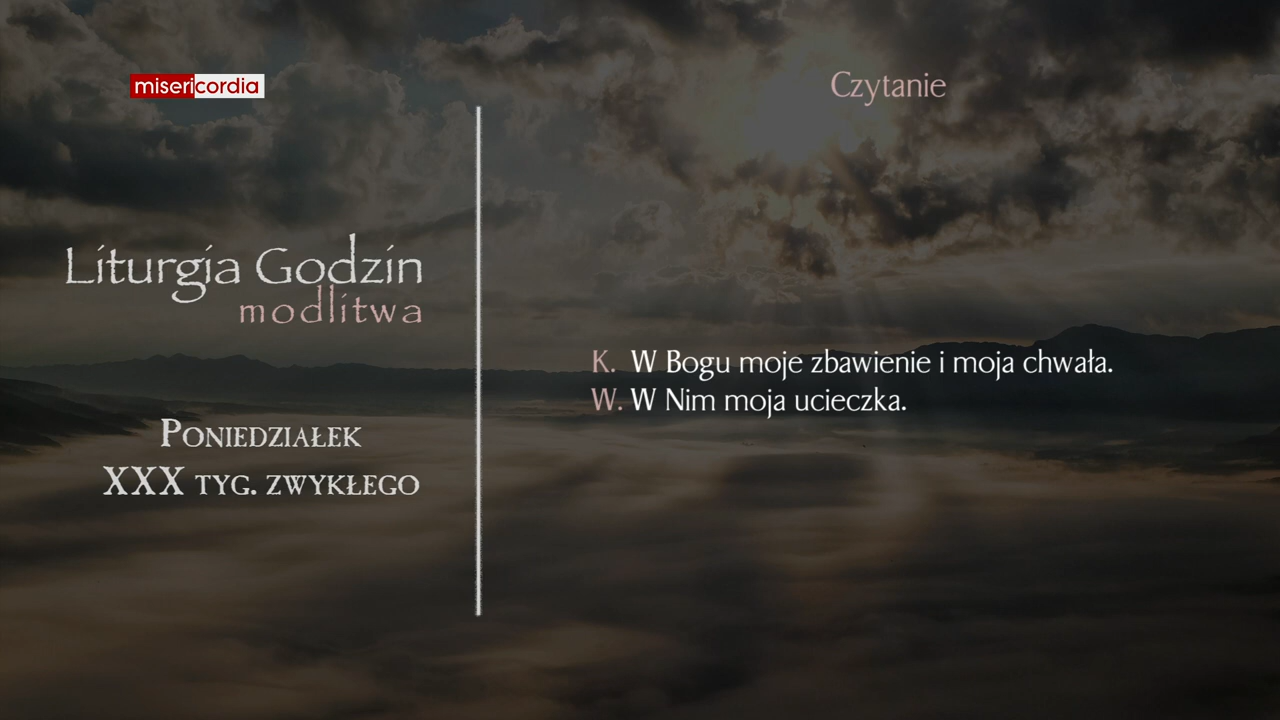 misericordia
Liturgia Godzin
modlitwa
Poniedziałek
XXX tyg. zwykłego
Czytanie
K. W Bogu moje zbawienie i moja chwała.
W. W Nim moja ucieczka.